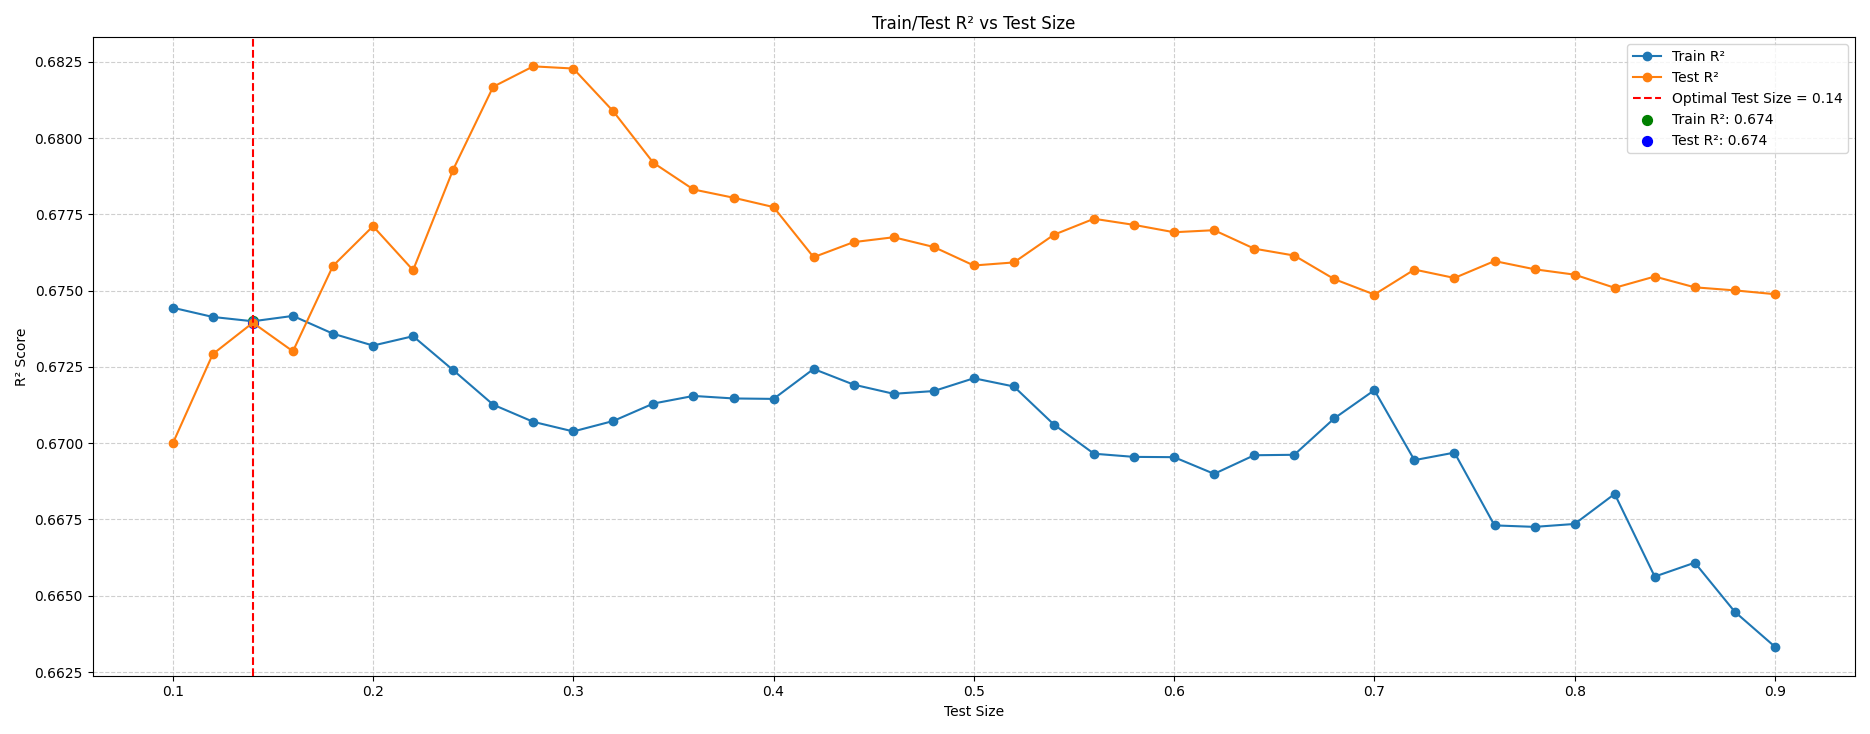 Train/Test R² vs Test Size
Train R²
Test R²
Optimal Test Size = 0.14
Train R²: 0.674
Test R²: 0.674
R² Score
0.6825
0.6800
0.6775
0.6750
0.6725
0.6700
0.6675
0.6650
0.6625
0.1 0.2 0.3 0.4 0.5 0.6 0.7 0.8 0.9
Test Size